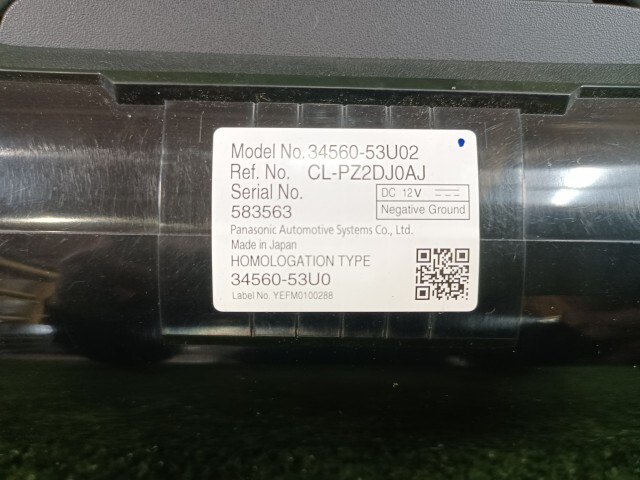 Model No. 34560-53U02
Ref. No. CL-PZ2DJ0AJ
Serial No.
583563
DC 12V
Negative Ground
Panasonic Automotive Systems Co., Ltd.
Made in Japan
HOMOLOGATION TYPE
34560-53U0
Label No. YEFM0100288